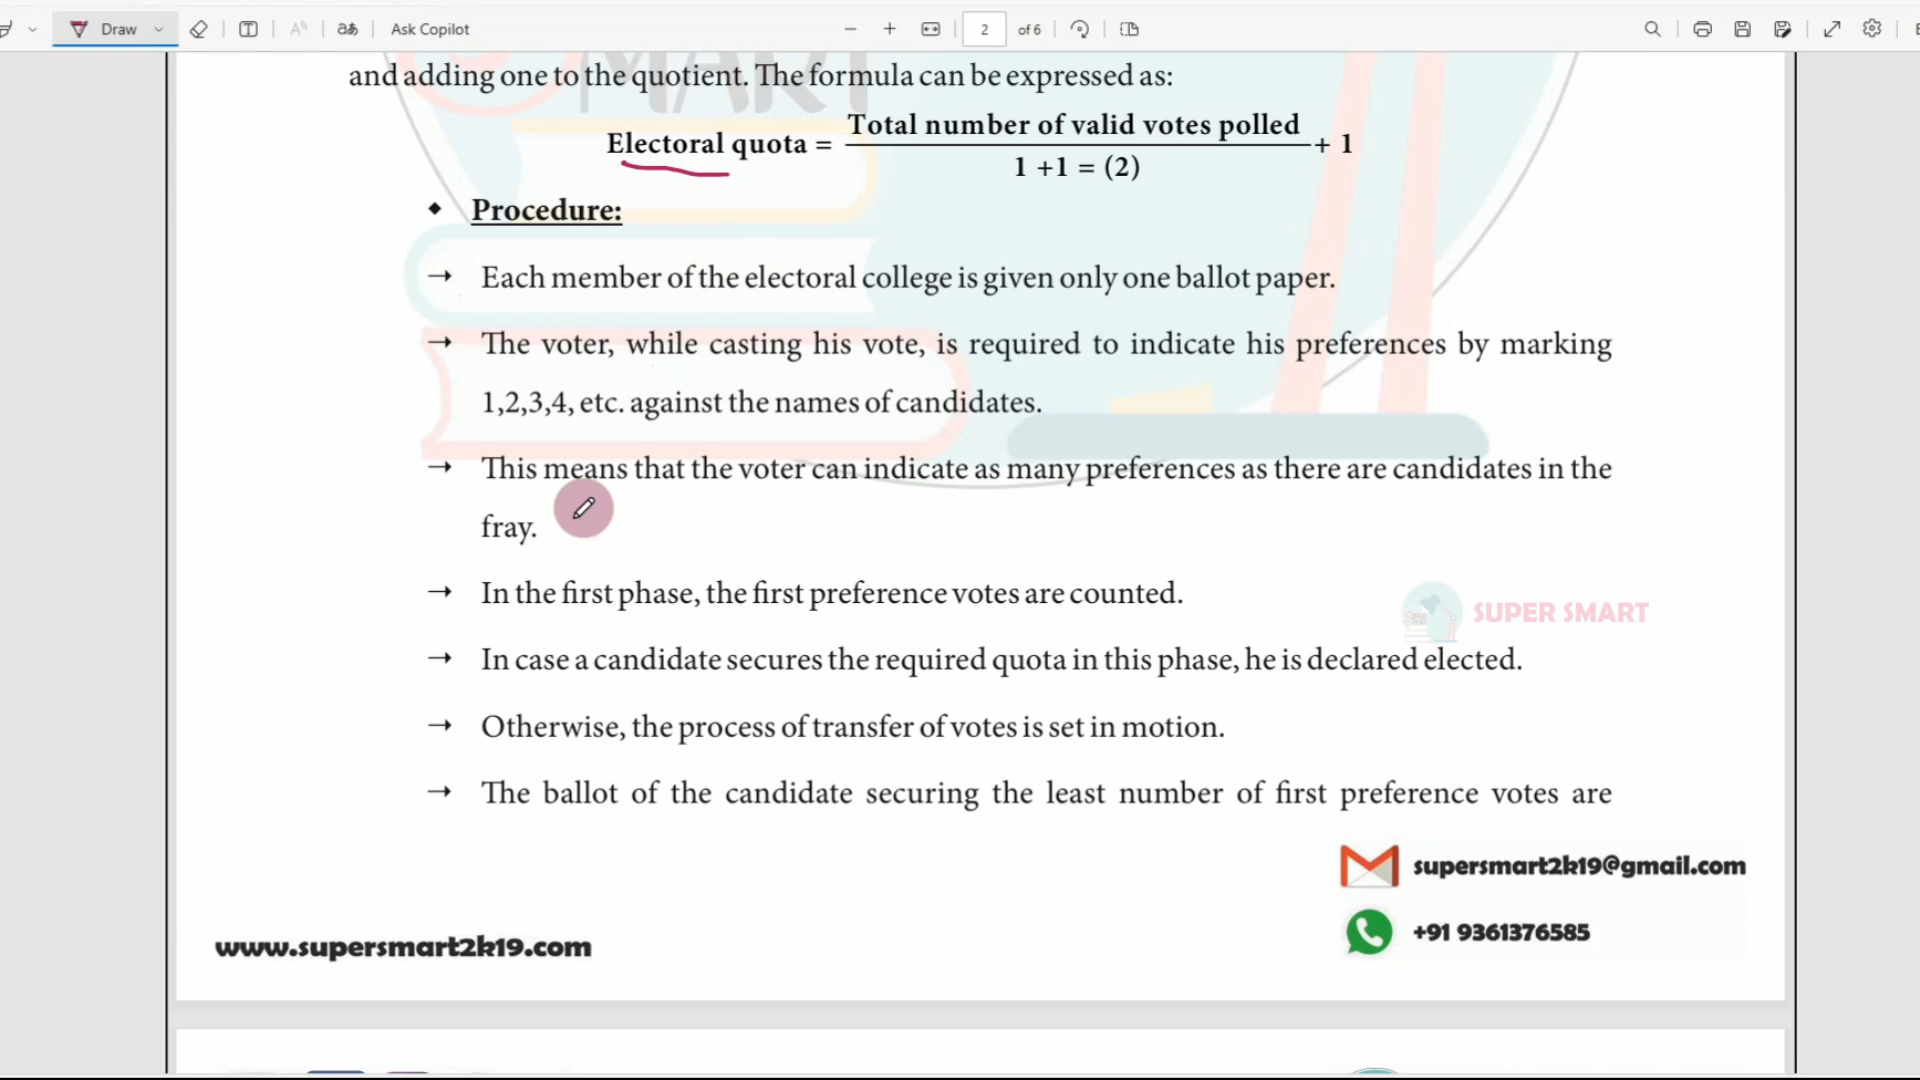 Draw
aあ
Ask Copilot
2
of 6
MART
and adding one to the quotient. The formula can be expressed as:
Electoral quota = Total number of valid votes polled + 1
1 +1 = (2)
◆ Procedure:
→ Each member of the electoral college is given only one ballot paper.
→ The voter, while casting his vote, is required to indicate his preferences by marking
1,2,3,4, etc. against the names of candidates.
→ This means that the voter can indicate as many preferences as there are candidates in the
fray.
→ In the first phase, the first preference votes are counted.
SUPER SMART
→ In case a candidate secures the required quota in this phase, he is declared elected.
→ Otherwise, the process of transfer of votes is set in motion.
→ The ballot of the candidate securing the least number of first preference votes are
supersmart2k19@gmail.com
+91 9361376585
www.supersmart2k19.com